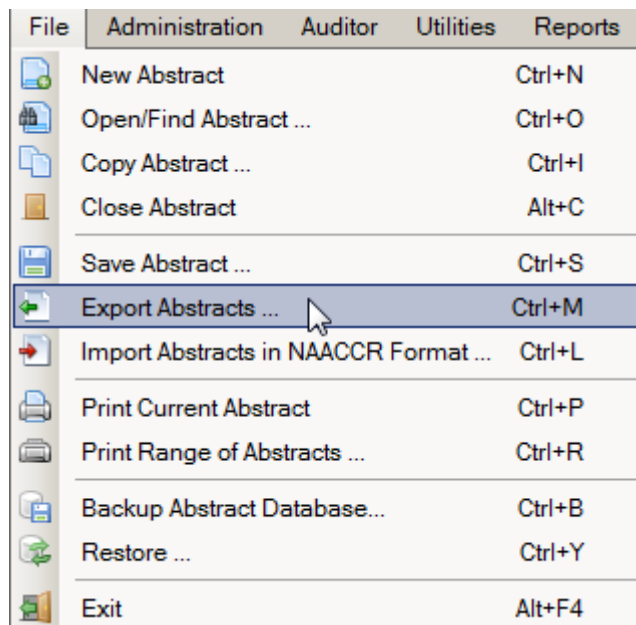 File Administration Auditor Utilities Reports
New Abstract Ctrl+N
Open/Find Abstract ... Ctrl+O
Copy Abstract ... Ctrl+I
Close Abstract Alt+C
Save Abstract ... Ctrl+S
Export Abstracts ... Ctrl+M
Import Abstracts in NAACCR Format ... Ctrl+L
Print Current Abstract Ctrl+P
Print Range of Abstracts ... Ctrl+R
Backup Abstract Database... Ctrl+B
Restore ... Ctrl+Y
Exit Alt+F4